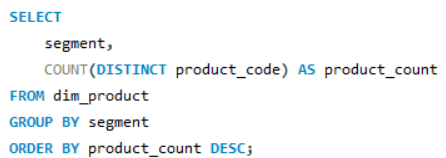 SELECT
    segment,
    COUNT(DISTINCT product_code) AS product_count
FROM dim_product
GROUP BY segment
ORDER BY product_count DESC;